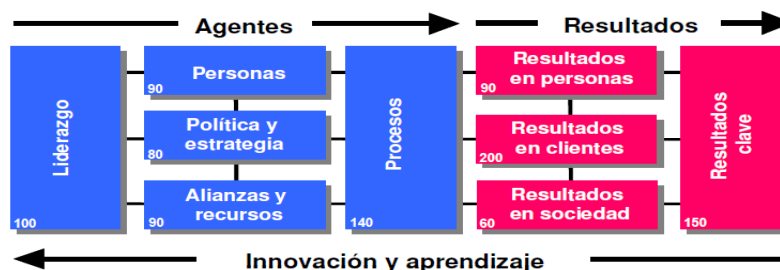 Agentes
Resultados
Liderazgo
100
Personas
90
Política y
estrategia
80
Alianzas y
recursos
90
Procesos
140
Resultados
en personas
90
Resultados
en clientes
200
Resultados
en sociedad
60
Resultados
clave
150
Innovación y aprendizaje